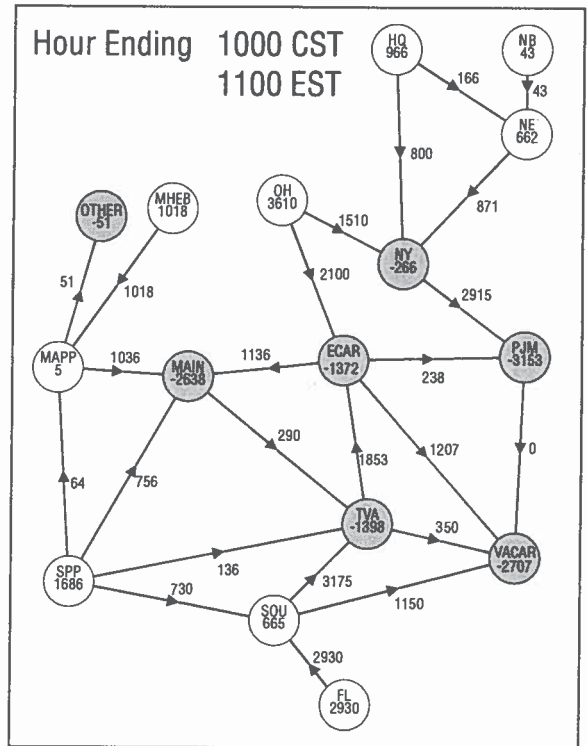 Hour Ending 1000 CST
1100 EST
HQ
966
NB
43
166
43
NE
662
800
871
OH
3610
1510
MHEB
1018
OTHER
-51
NY
-266
2100
2915
51
1018
MAPP
5
1036
MAIN
-2638
1136
ECAR
-1372
238
PJM
-3153
290
1853
1207
0
64
756
TVA
-1398
350
VACAR
-2707
SPP
1686
136
730
3175
1150
SOU
665
2930
FL
2930